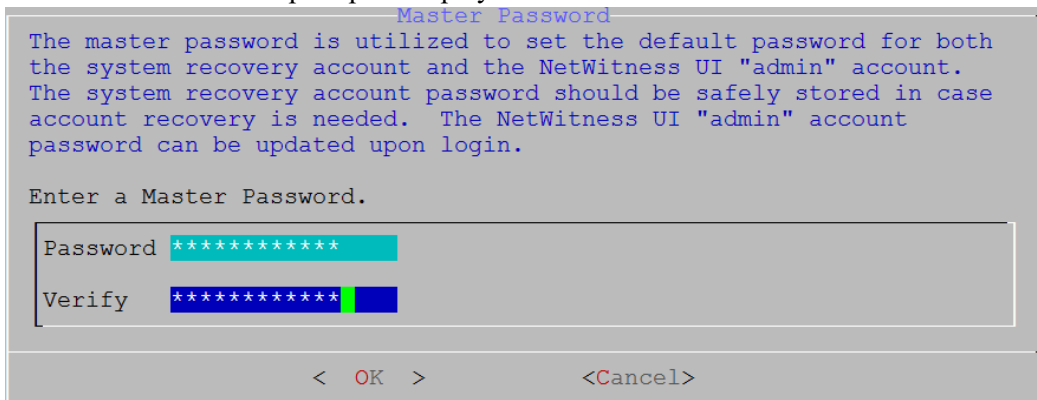 Master Password
The master password is utilized to set the default password for both
the system recovery account and the NetWitness UI "admin" account.
The system recovery account password should be safely stored in case
account recovery is needed.  The NetWitness UI "admin" account
password can be updated upon login.
Enter a Master Password.
Password ************
Verify ************
< OK > <Cancel>